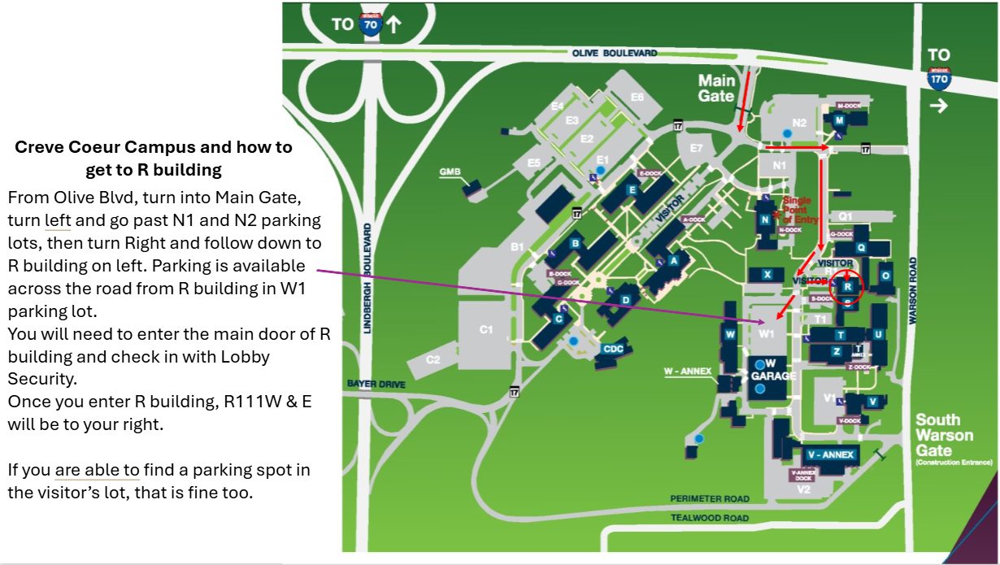 Creve Coeur Campus and how to
get to R building
From Olive Blvd, turn into Main Gate,
turn left and go past N1 and N2 parking
lots, then turn Right and follow down to
R building on left. Parking is available
across the road from R building in W1
parking lot.
You will need to enter the main door of R
building and check in with Lobby
Security.
Once you enter R building, R111W & E
will be to your right.
If you are able to find a parking spot in
the visitor's lot, that is fine too.
TO
INTERSTATE
70
OLIVE BOULEVARD
TO
INTERSTATE
170
Main
Gate
E6
E4
E3
E2
E1
E5
E7
17
N2
M-DOCK
M
17
N1
GMB
E-DOCK
E
VISITOR
17
A-DOCK
Single
Point
of Entry
N
N-DOCK
Q1
Q-DOCK
Q
B1
B
B-DOCK
C-DOCK
A
X
VISITOR
VISITOR
R
O
S-DOCK
S
D
C
C1
C2
CDC
W
W1
T1
T
U
Z
T
ANNEX
Z-DOCK
W
GARAGE
W - ANNEX
17
V1
V
V-DOCK
V - ANNEX
V-ANNEX
DOCK
V2
LINDBERGH BOULEVARD
BAYER DRIVE
WARSON ROAD
South
Warson
Gate
(Construction Entrance)
PERIMETER ROAD
TEALWOOD ROAD